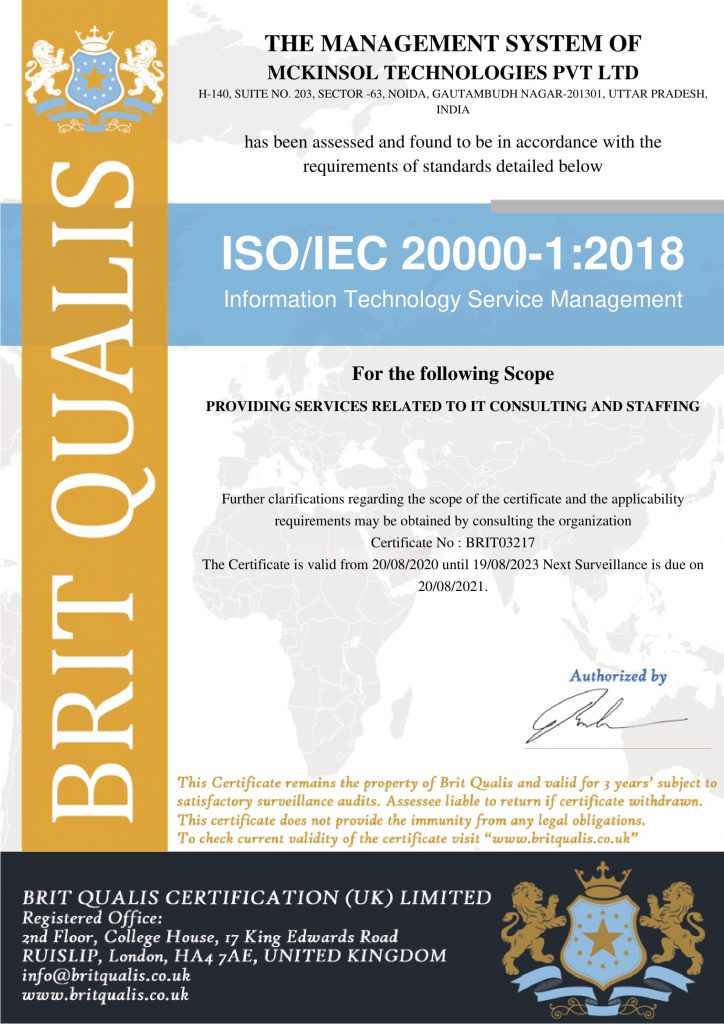 BRIT QUALIS
THE MANAGEMENT SYSTEM OF
MCKINSOL TECHNOLOGIES PVT LTD
H-140, SUITE NO. 203, SECTOR -63, NOIDA, GAUTAMBUDH NAGAR-201301, UTTAR PRADESH,
INDIA
has been assessed and found to be in accordance with the
requirements of standards detailed below
ISO/IEC 20000-1:2018
Information Technology Service Management
For the following Scope
PROVIDING SERVICES RELATED TO IT CONSULTING AND STAFFING
Further clarifications regarding the scope of the certificate and the applicability
requirements may be obtained by consulting the organization
Certificate No : BRIT03217
The Certificate is valid from 20/08/2020 until 19/08/2023 Next Surveillance is due on
20/08/2021.
Authorized by
This Certificate remains the property of Brit Qualis and valid for 3 years' subject to
satisfactory surveillance audits. Assessee liable to return if certificate withdrawn.
This certificate does not provide the immunity from any legal obligations.
To check current validity of the certificate visit "www.britqualis.co.uk"
BRIT QUALIS CERTIFICATION (UK) LIMITED
Registered Office:
2nd Floor, College House, 17 King Edwards Road
RUISLIP, London, HA4 7AE, UNITED KINGDOM
info@britqualis.co.uk
www.britqualis.co.uk